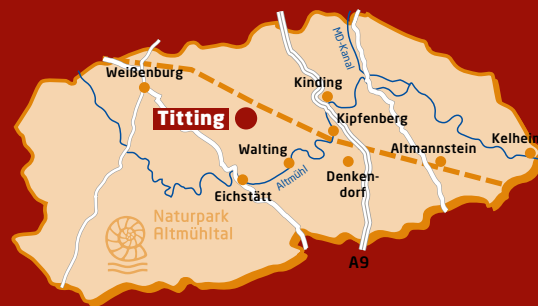 MD-Kanal
Weißenburg
Kinding
Titting
Kipfenberg
Walting
Altmannstein
Kelheim
Altmühl
Denken-
dorf
Eichstätt
Naturpark
Altmühltal
A9